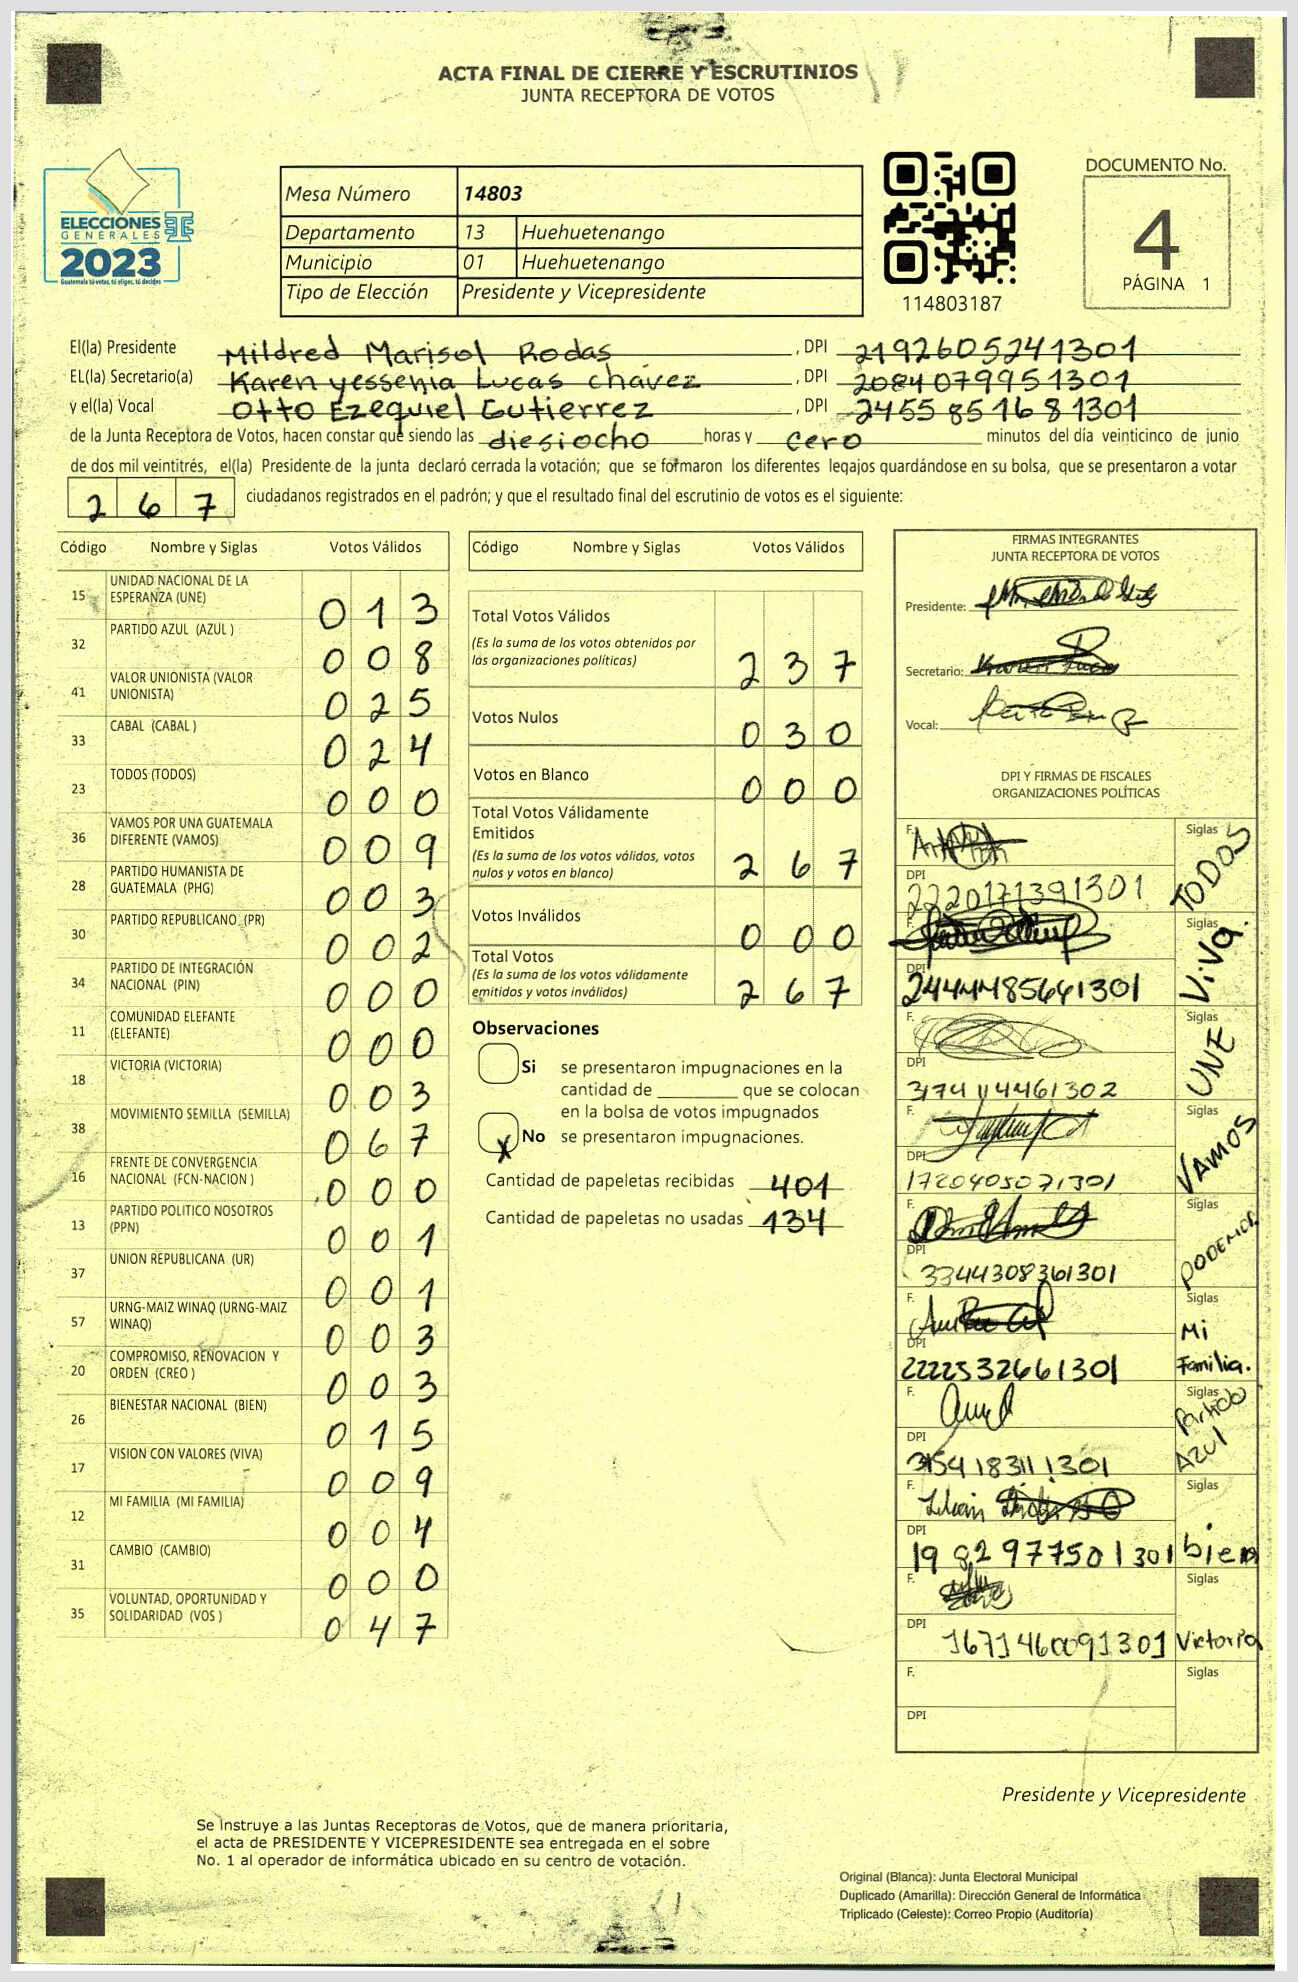 ACTA FINAL DE CIERRE Y ESCRUTINIOS
JUNTA RECEPTORA DE VOTOS
ELECCIONES
GENERALES
2023
Guatemala tú votas, tú eliges, tú decides
Mesa Número 14803
Departamento 13 Huehuetenango
Municipio 01 Huehuetenango
Tipo de Elección Presidente y Vicepresidente
114803187
DOCUMENTO No.
4
PÁGINA 1
El(la) Presidente Mildred Marisol Rodas , DPI 2192605241301
EL(la) Secretario(a) Karen yessenia Lucas chávez , DPI 2084079951301
y el(la) Vocal Otto Ezequiel Gutierrez , DPI 2455851681301
de la Junta Receptora de Votos, hacen constar que siendo las diesiocho horas y cero minutos del día veinticinco de junio
de dos mil veintitrés, el(la) Presidente de la junta declaró cerrada la votación; que se formaron los diferentes legajos quardándose en su bolsa, que se presentaron a votar
267 ciudadanos registrados en el padrón; y que el resultado final del escrutinio de votos es el siguiente:
Código Nombre y Siglas Votos Válidos
15 UNIDAD NACIONAL DE LA
ESPERANZA (UNE) 013
32 PARTIDO AZUL (AZUL ) 008
41 VALOR UNIONISTA (VALOR
UNIONISTA) 025
33 CABAL (CABAL ) 024
23 TODOS (TODOS) 000
36 VAMOS POR UNA GUATEMALA
DIFERENTE (VAMOS) 009
28 PARTIDO HUMANISTA DE
GUATEMALA (PHG) 003
30 PARTIDO REPUBLICANO (PR) 002
34 PARTIDO DE INTEGRACIÓN
NACIONAL (PIN) 000
11 COMUNIDAD ELEFANTE
(ELEFANTE) 000
18 VICTORIA (VICTORIA) 003
38 MOVIMIENTO SEMILLA (SEMILLA) 067
16 FRENTE DE CONVERGENCIA
NACIONAL (FCN-NACION ) 000
13 PARTIDO POLITICO NOSOTROS
(PPN) 001
37 UNION REPUBLICANA (UR) 001
57 URNG-MAIZ WINAQ (URNG-MAIZ
WINAQ) 003
20 COMPROMISO, RENOVACION Y
ORDEN (CREO ) 003
26 BIENESTAR NACIONAL (BIEN) 015
17 VISION CON VALORES (VIVA) 009
12 MI FAMILIA (MI FAMILIA) 004
31 CAMBIO (CAMBIO) 000
35 VOLUNTAD, OPORTUNIDAD Y
SOLIDARIDAD (VOS ) 047
Código Nombre y Siglas Votos Válidos
Total Votos Válidos
(Es la suma de los votos obtenidos por
las organizaciones políticas) 237
Votos Nulos 030
Votos en Blanco 000
Total Votos Válidamente
Emitidos
(Es la suma de los votos válidos, votos
nulos y votos en blanco) 267
Votos Inválidos 000
Total Votos
(Es la suma de los votos válidamente
emitidos y votos inválidos) 267
Observaciones
Si se presentaron impugnaciones en la
cantidad de ________ que se colocan
en la bolsa de votos impugnados
X No se presentaron impugnaciones.
Cantidad de papeletas recibidas 401
Cantidad de papeletas no usadas 134
FIRMAS INTEGRANTES
JUNTA RECEPTORA DE VOTOS
Presidente:
Secretario:
Vocal:
DPI Y FIRMAS DE FISCALES
ORGANIZACIONES POLÍTICAS
F. Siglas TODOS
DPI 2220171391301
F. Siglas ViVa.
DPI
F. Siglas UNE
DPI 3174114461302
F. VAMOS
DPI 1720405071301
F. Siglas PODEMOS
DPI 3344308361301
F. Siglas Mi
Familia.
DPI 2222532661301
F. Siglas Partido
AZUl
DPI 3154183111301
F. Siglas bien
DPI 1982977501301
F. Siglas Victoria
DPI 1671460091301
F. Siglas
DPI
Presidente y Vicepresidente
Se instruye a las Juntas Receptoras de Votos, que de manera prioritaria,
el acta de PRESIDENTE Y VICEPRESIDENTE sea entregada en el sobre
No. 1 al operador de informática ubicado en su centro de votación.
Original (Blanca): Junta Electoral Municipal
Duplicado (Amarilla): Dirección General de Informática
Triplicado (Celeste): Correo Propio (Auditoría)